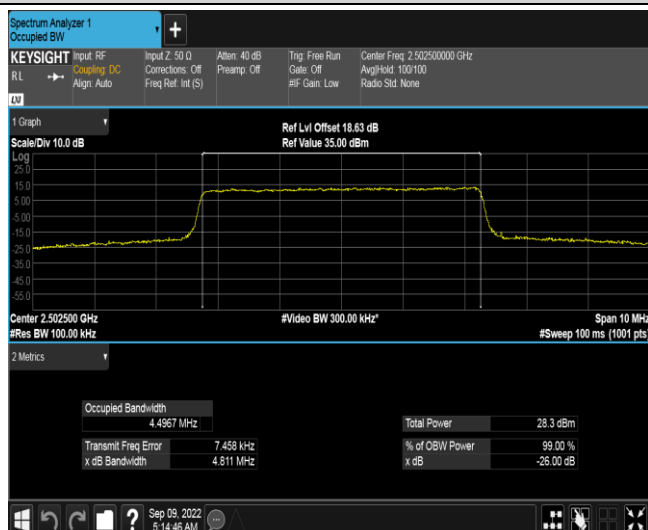 Spectrum Analyzer 1
Occupied BW
+
KEYSIGHT
RL
LXI
Input: RF
Coupling: DC
Align: Auto
Input Z: 50 Ω
Corrections: Off
Freq Ref: Int (S)
Atten: 40 dB
Preamp: Off
Trig: Free Run
Gate: Off
#IF Gain: Low
Center Freq: 2.502500000 GHz
Avg|Hold: 100/100
Radio Std: None
1 Graph
Scale/Div 10.0 dB
Ref Lvl Offset 18.63 dB
Ref Value 35.00 dBm
Log
25.0
15.0
5.00
-5.00
-15.0
-25.0
-35.0
-45.0
-55.0
Center 2.502500 GHz
#Res BW 100.00 kHz
#Video BW 300.00 kHz*
Span 10 MHz
#Sweep 100 ms (1001 pts)
2 Metrics
Occupied Bandwidth
4.4967 MHz
Total Power 28.3 dBm
Transmit Freq Error 7.458 kHz
% of OBW Power 99.00 %
x dB Bandwidth 4.811 MHz
x dB -26.00 dB
?
Sep 09, 2022
5:14:46 AM